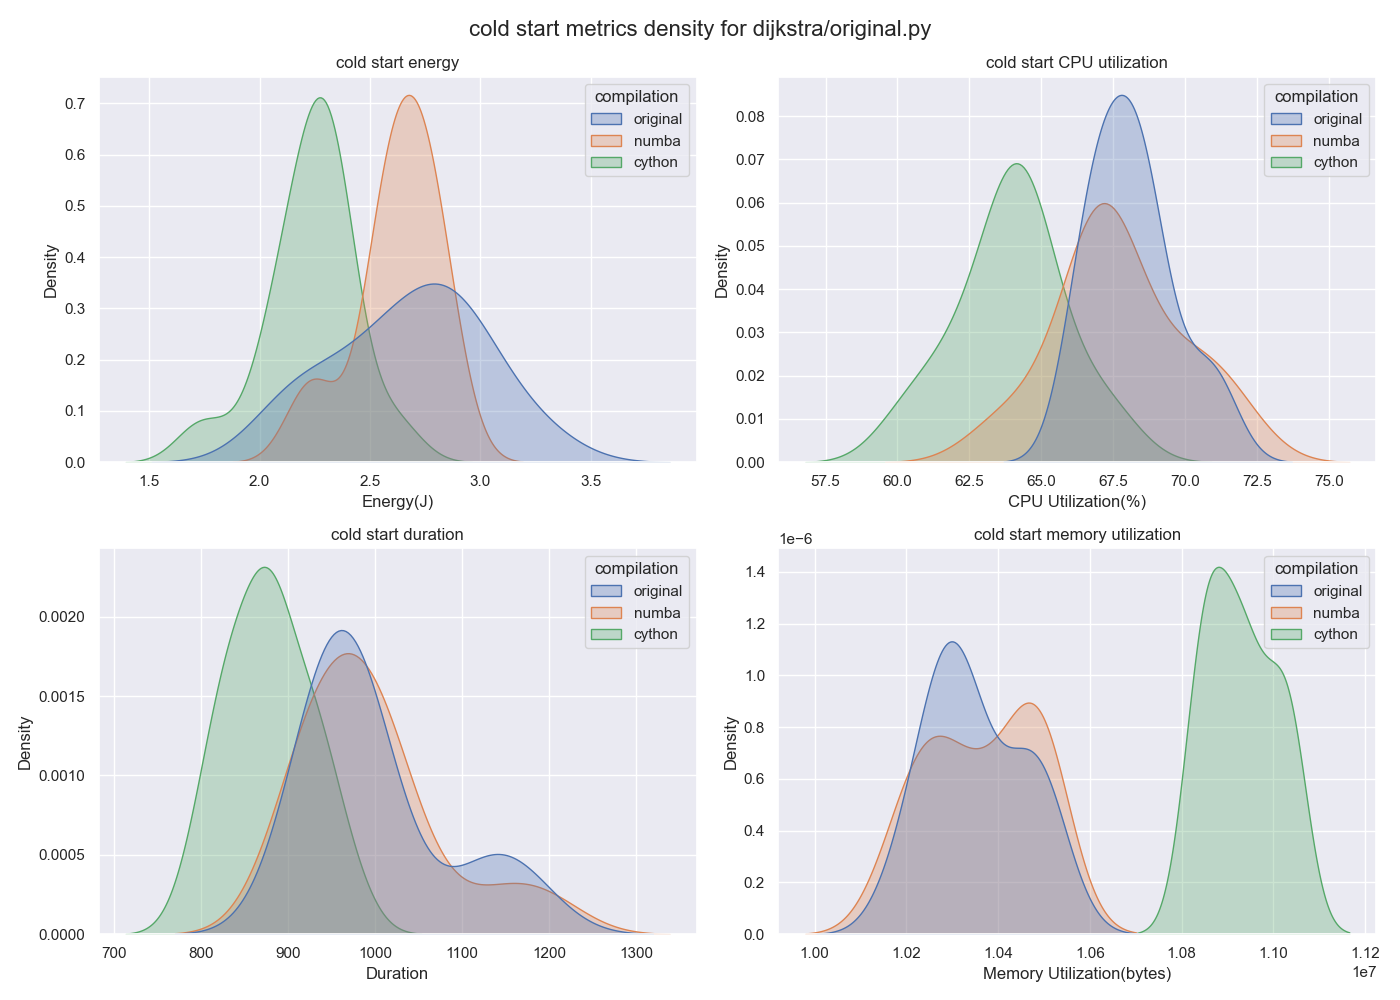 cold start metrics density for dijkstra/original.py
cold start energy
compilation
original
numba
cython
Density
0.7
0.6
0.5
0.4
0.3
0.2
0.1
0.0
1.5 2.0 2.5 3.0 3.5
Energy(J)
cold start CPU utilization
compilation
original
numba
cython
Density
0.08
0.07
0.06
0.05
0.04
0.03
0.02
0.01
0.00
57.5 60.0 62.5 65.0 67.5 70.0 72.5 75.0
CPU Utilization(%)
cold start duration
compilation
original
numba
cython
Density
0.0020
0.0015
0.0010
0.0005
0.0000
700 800 900 1000 1100 1200 1300
Duration
1e−6
cold start memory utilization
compilation
original
numba
cython
Density
1.4
1.2
1.0
0.8
0.6
0.4
0.2
0.0
1.00 1.02 1.04 1.06 1.08 1.10 1.12
1e7
Memory Utilization(bytes)